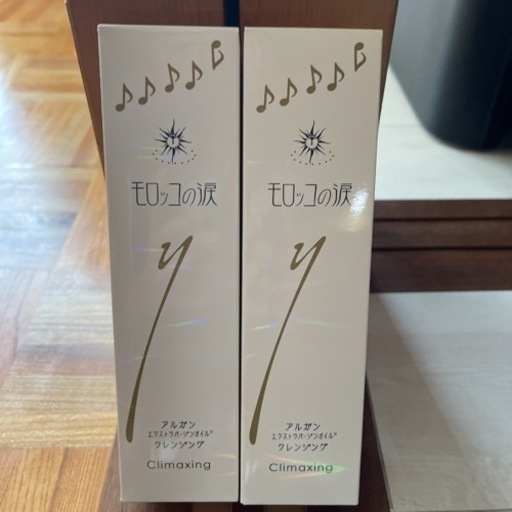 モロッコの涙
y
アルガン
エクストラバージンオイル®
クレンジング
Climaxing
モロッコの涙
y
アルガン
エクストラバージンオイル®
クレンジング
Climaxing